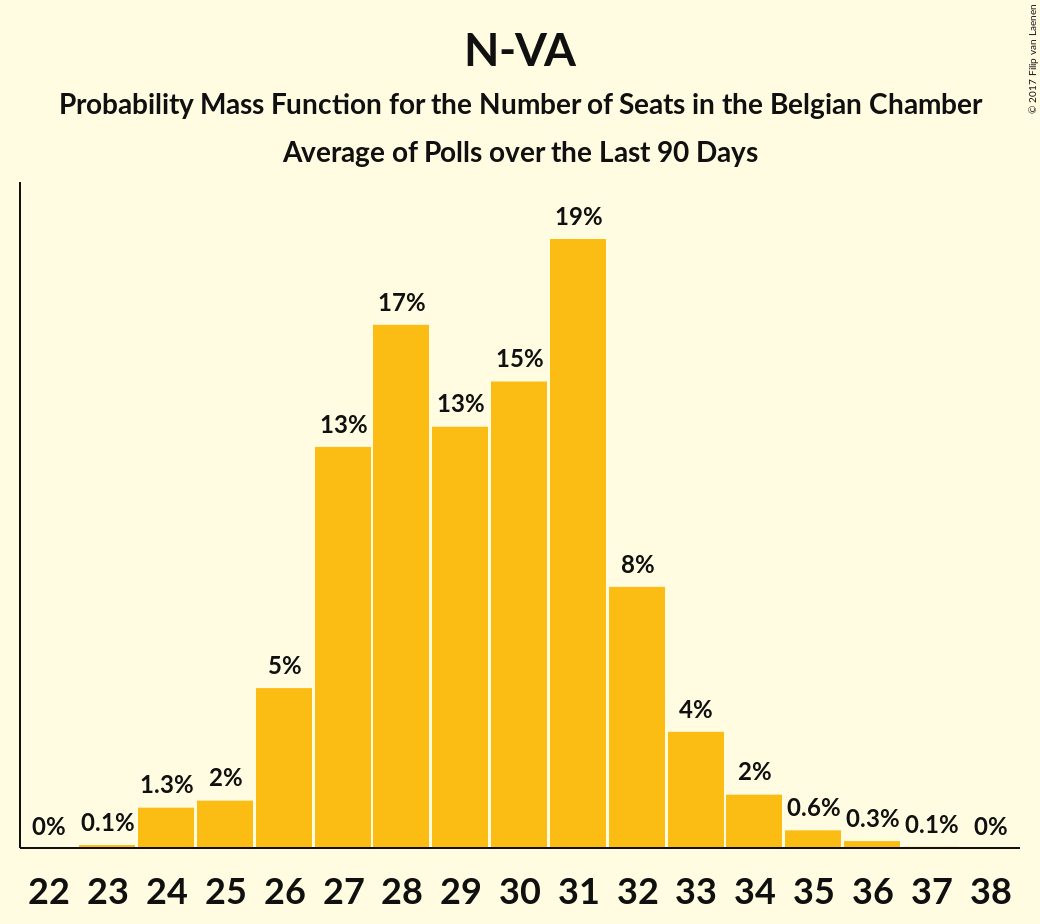 N-VA
Probability Mass Function for the Number of Seats in the Belgian Chamber
Average of Polls over the Last 90 Days
© 2017 Filip van Laenen
0% 0.1% 1.3% 2% 5% 13% 17% 13% 15% 19% 8% 4% 2% 0.6% 0.3% 0.1% 0%
22 23 24 25 26 27 28 29 30 31 32 33 34 35 36 37 38